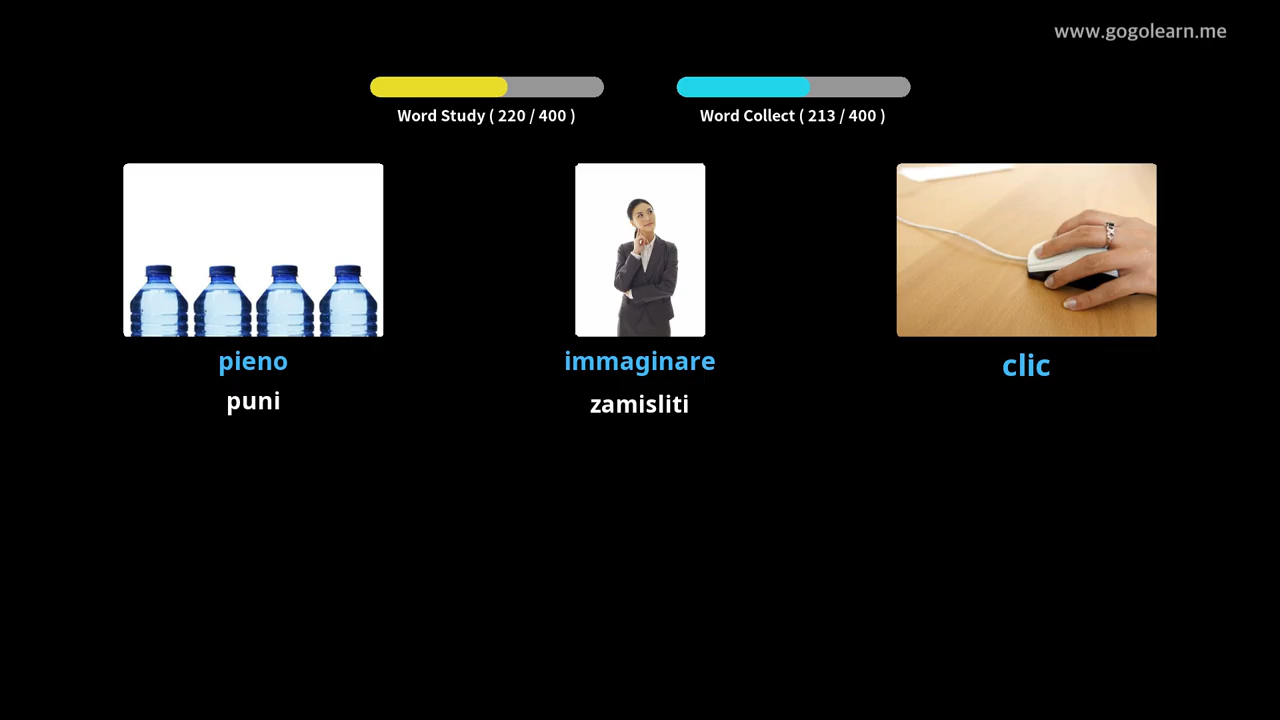 www.gogolearn.me
Word Study ( 220 / 400 )
Word Collect ( 213 / 400 )
pieno
puni
immaginare
zamisliti
clic